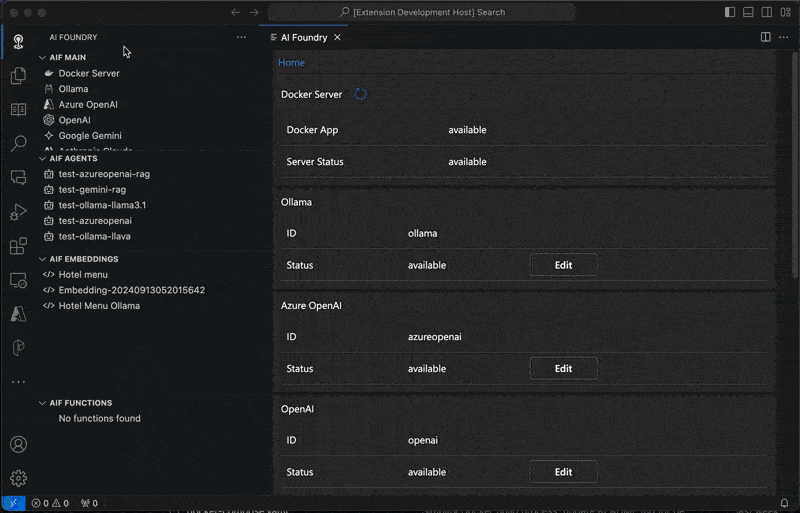 [Extension Development Host] Search
AI FOUNDRY
AIF MAIN
Docker Server
Ollama
Azure OpenAI
OpenAI
Google Gemini
Anthropic Claude
AIF AGENTS
test-azureopenai-rag
test-gemini-rag
test-ollama-llama3.1
test-azureopenai
test-ollama-llava
AIF EMBEDDINGS
Hotel menu
Embedding-20240913052015642
Hotel Menu Ollama
AIF FUNCTIONS
No functions found
AI Foundry
Home
Docker Server
Docker App available
Server Status available
Ollama
ID ollama
Status available Edit
Azure OpenAI
ID azureopenai
Status available Edit
OpenAI
ID openai
Status available Edit
0 0 0